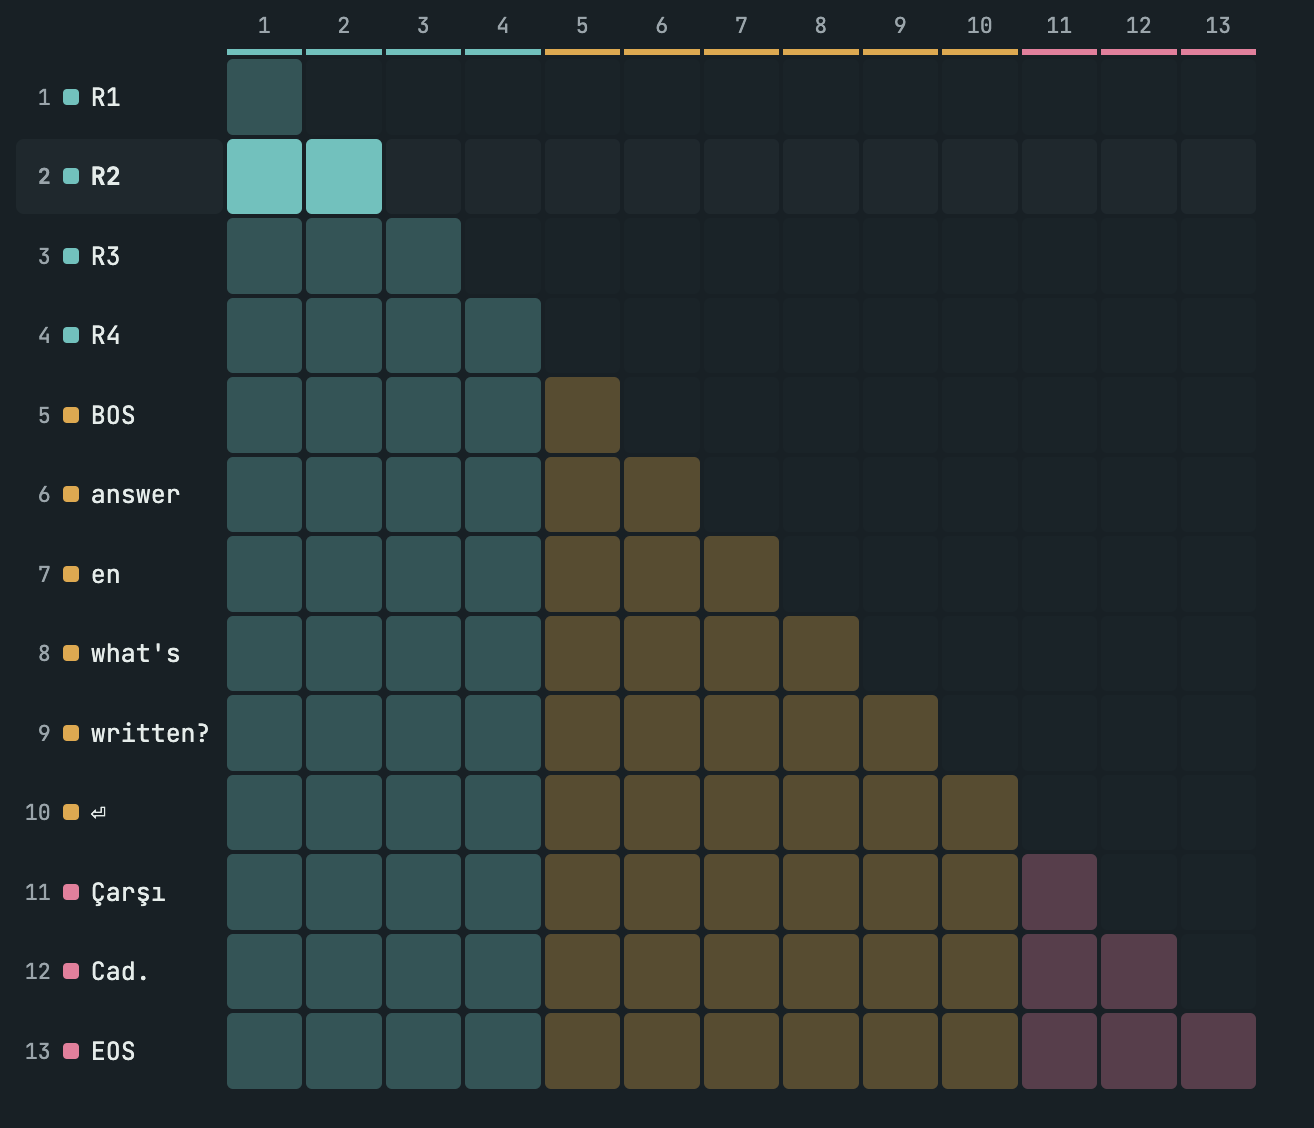 1 2 3 4 5 6 7 8 9 10 11 12 13
1 R1
2 R2
3 R3
4 R4
5 BOS
6 answer
7 en
8 what's
9 written?
10 ⏎
11 Çarşı
12 Cad.
13 EOS